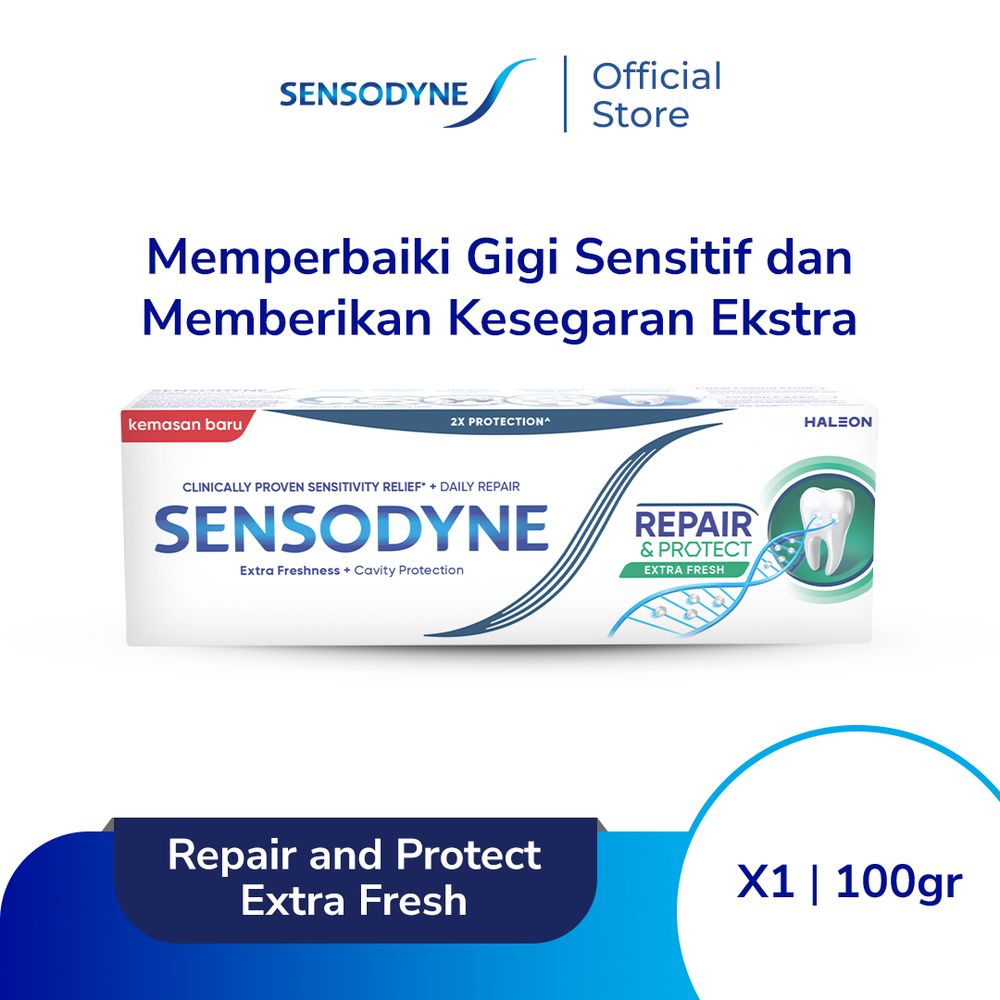 SENSODYNE
Official
Store
Memperbaiki Gigi Sensitif dan
Memberikan Kesegaran Ekstra
SENSODYNE
kemasan baru
2X PROTECTION^
HALEON
CLINICALLY PROVEN SENSITIVITY RELIEF* + DAILY REPAIR
SENSODYNE
Extra Freshness + Cavity Protection
REPAIR
& PROTECT
EXTRA FRESH
Repair and Protect
Extra Fresh
X1 | 100gr